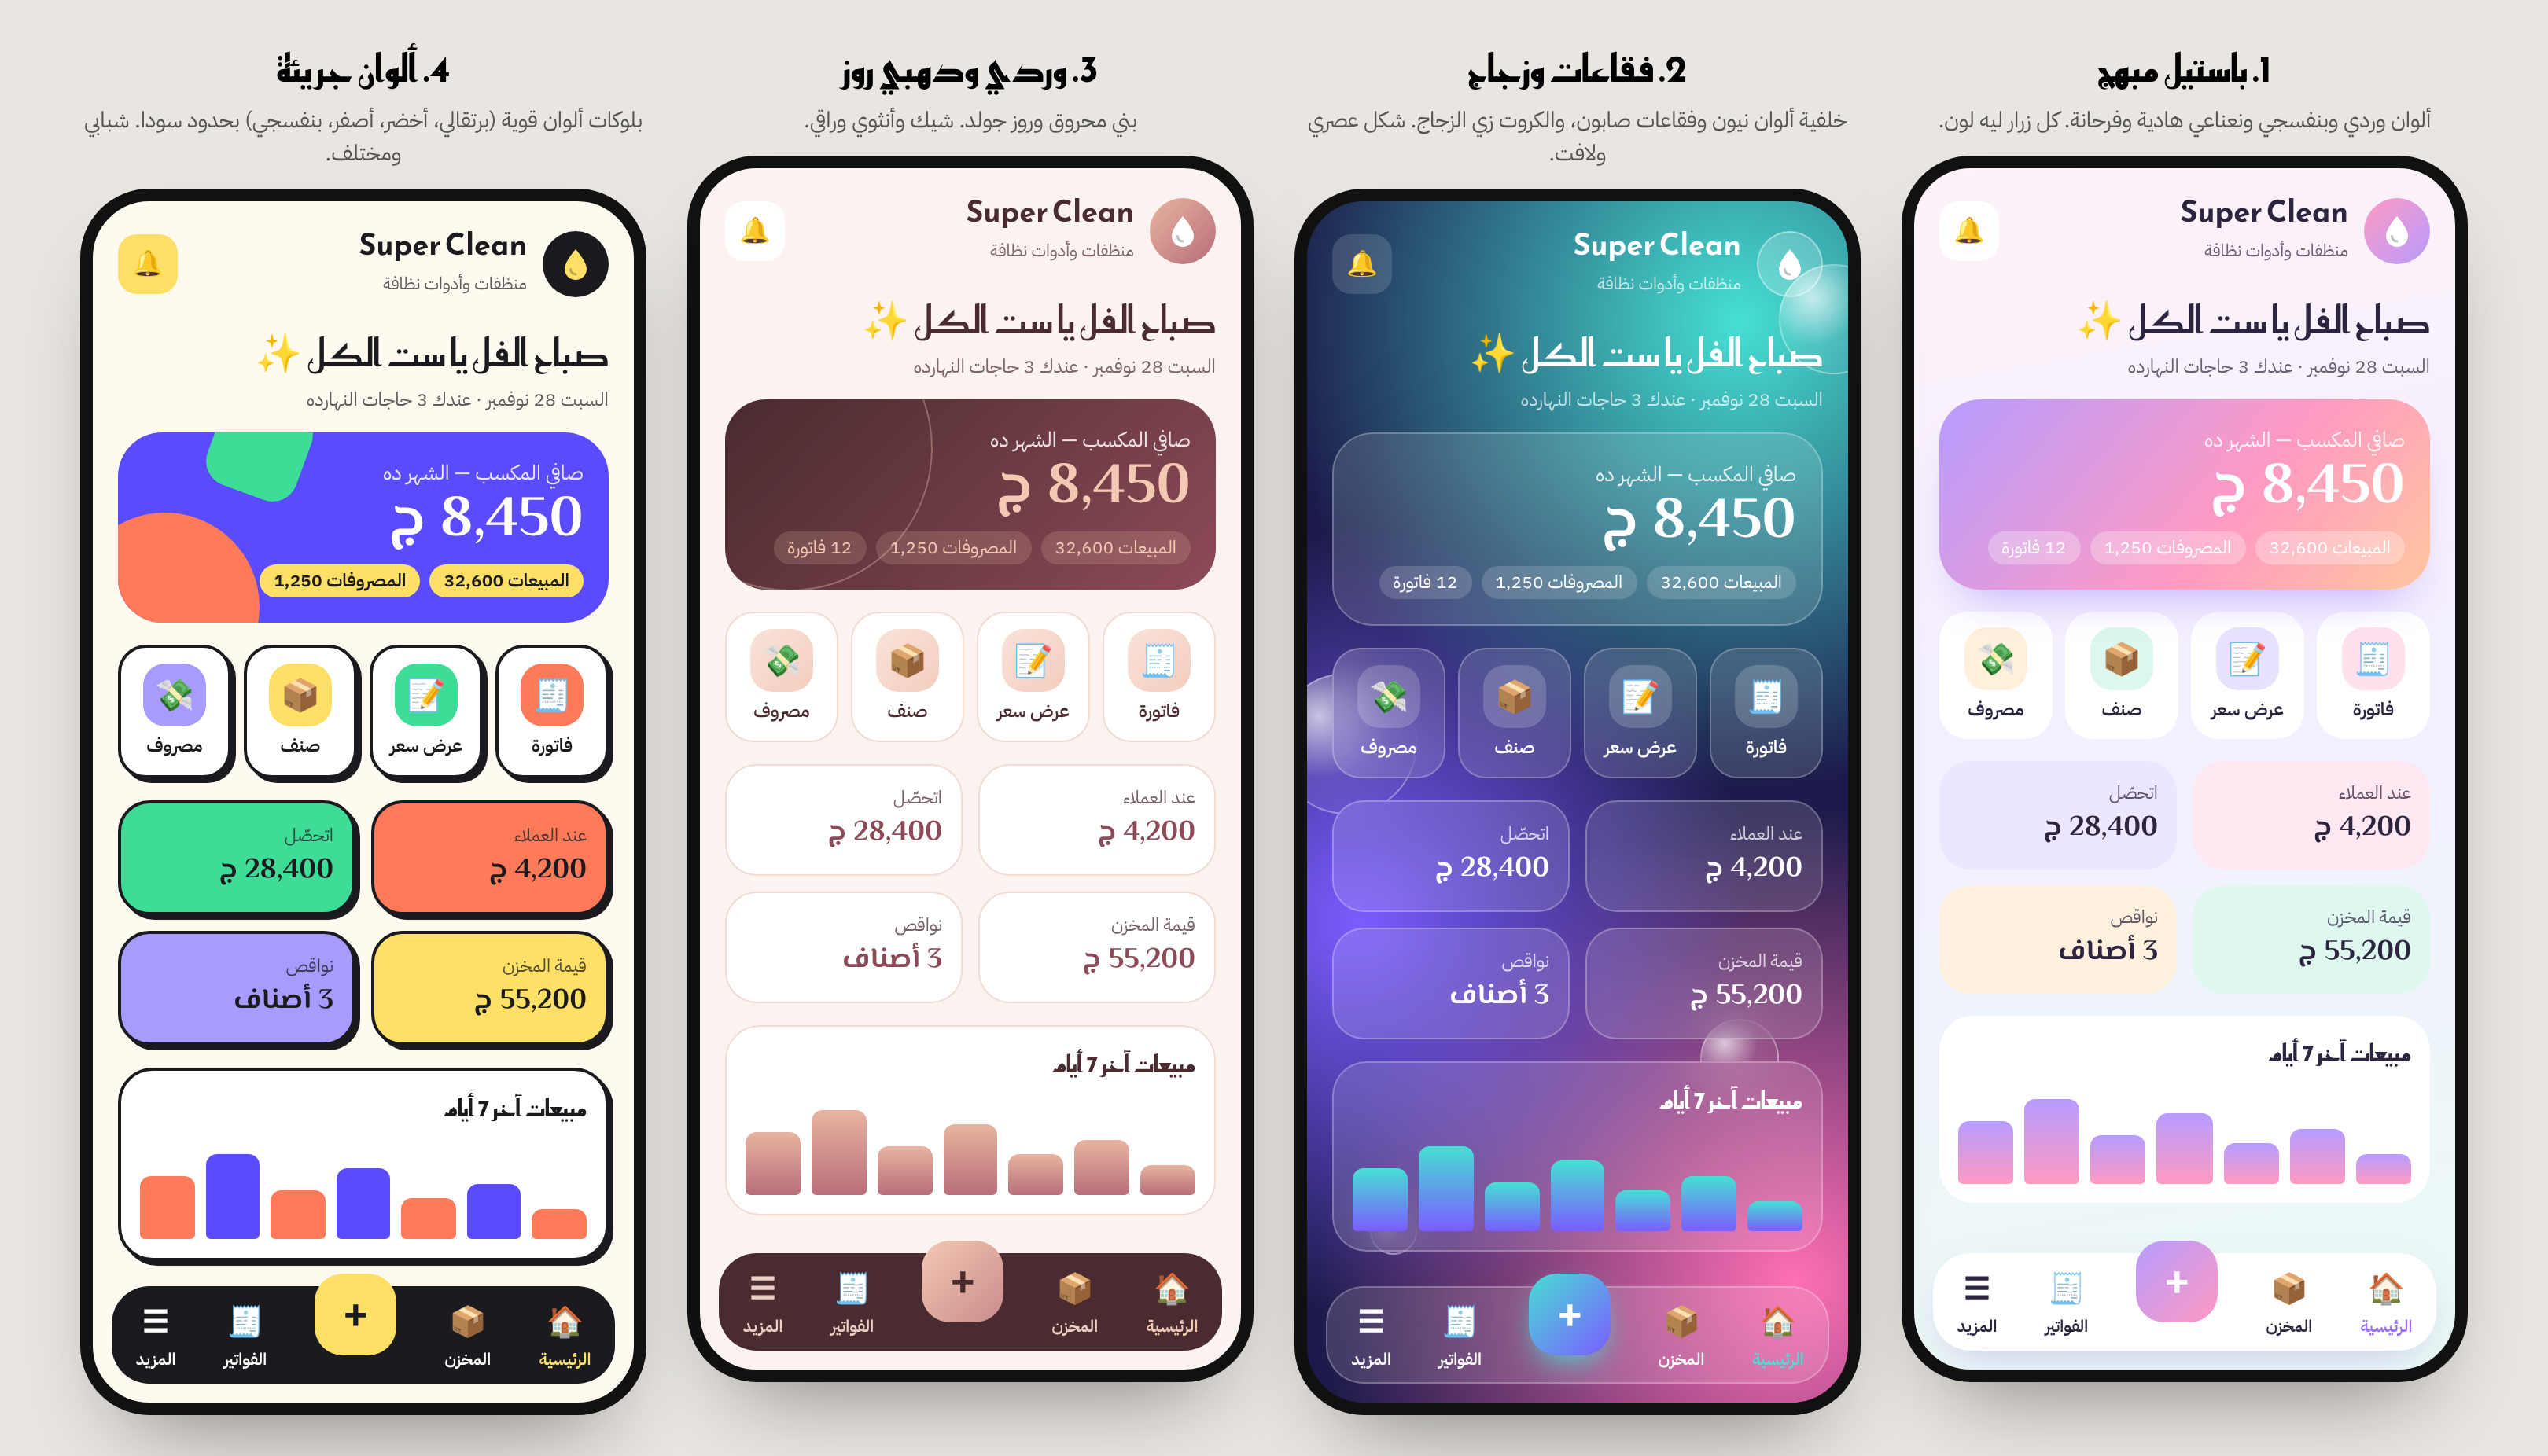 1. باستيل مبهج
ألوان وردي وبنفسجي ونعناعي هادية وفرحانة. كل زرار ليه لون.
Super Clean
منظفات وأدوات نظافة
صباح الفل يا ست الكل ✨
السبت 28 نوفمبر · عندك 3 حاجات النهارده
صافي المكسب — الشهر ده
8,450 ج
المبيعات 32,600 المصروفات 1,250 12 فاتورة
فاتورة عرض سعر صنف مصروف
عند العملاء اتحصّل
4,200 ج 28,400 ج
قيمة المخزن نواقص
55,200 ج 3 أصناف
مبيعات آخر 7 أيام
+
الرئيسية المخزن الفواتير المزيد
2. فقاعات وزجاج
خلفية ألوان نيون وفقاعات صابون، والكروت زي الزجاج. شكل عصري
ولافت.
Super Clean
منظفات وأدوات نظافة
صباح الفل يا ست الكل ✨
السبت 28 نوفمبر · عندك 3 حاجات النهارده
صافي المكسب — الشهر ده
8,450 ج
المبيعات 32,600 المصروفات 1,250 12 فاتورة
فاتورة عرض سعر صنف مصروف
عند العملاء اتحصّل
4,200 ج 28,400 ج
قيمة المخزن نواقص
55,200 ج 3 أصناف
مبيعات آخر 7 أيام
+
الرئيسية المخزن الفواتير المزيد
3. وردي ودهبي روز
بني محروق وروز جولد. شيك وأنثوي وراقي.
Super Clean
منظفات وأدوات نظافة
صباح الفل يا ست الكل ✨
السبت 28 نوفمبر · عندك 3 حاجات النهارده
صافي المكسب — الشهر ده
8,450 ج
المبيعات 32,600 المصروفات 1,250 12 فاتورة
فاتورة عرض سعر صنف مصروف
عند العملاء اتحصّل
4,200 ج 28,400 ج
قيمة المخزن نواقص
55,200 ج 3 أصناف
مبيعات آخر 7 أيام
+
الرئيسية المخزن الفواتير المزيد
4. ألوان جريئة
بلوكات ألوان قوية (برتقالي، أخضر، أصفر، بنفسجي) بحدود سودا. شبابي
ومختلف.
Super Clean
منظفات وأدوات نظافة
صباح الفل يا ست الكل ✨
السبت 28 نوفمبر · عندك 3 حاجات النهارده
صافي المكسب — الشهر ده
8,450 ج
المبيعات 32,600 المصروفات 1,250
فاتورة عرض سعر صنف مصروف
عند العملاء اتحصّل
4,200 ج 28,400 ج
قيمة المخزن نواقص
55,200 ج 3 أصناف
مبيعات آخر 7 أيام
+
الرئيسية المخزن الفواتير المزيد